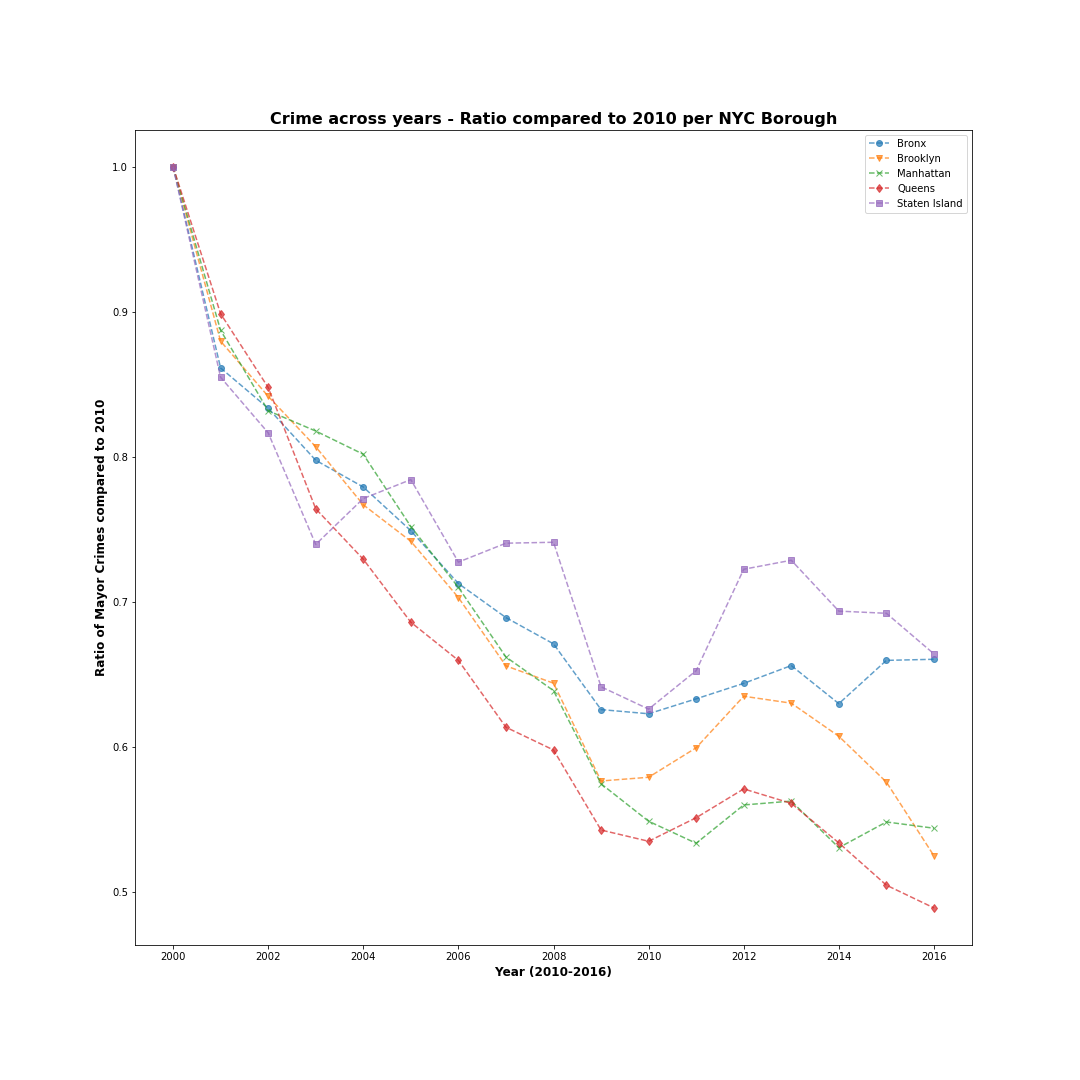 Crime across years - Ratio compared to 2010 per NYC Borough
Bronx
Brooklyn
Manhattan
Queens
Staten Island
1.0
0.9
0.8
0.7
0.6
0.5
Ratio of Mayor Crimes compared to 2010
2000 2002 2004 2006 2008 2010 2012 2014 2016
Year (2010-2016)